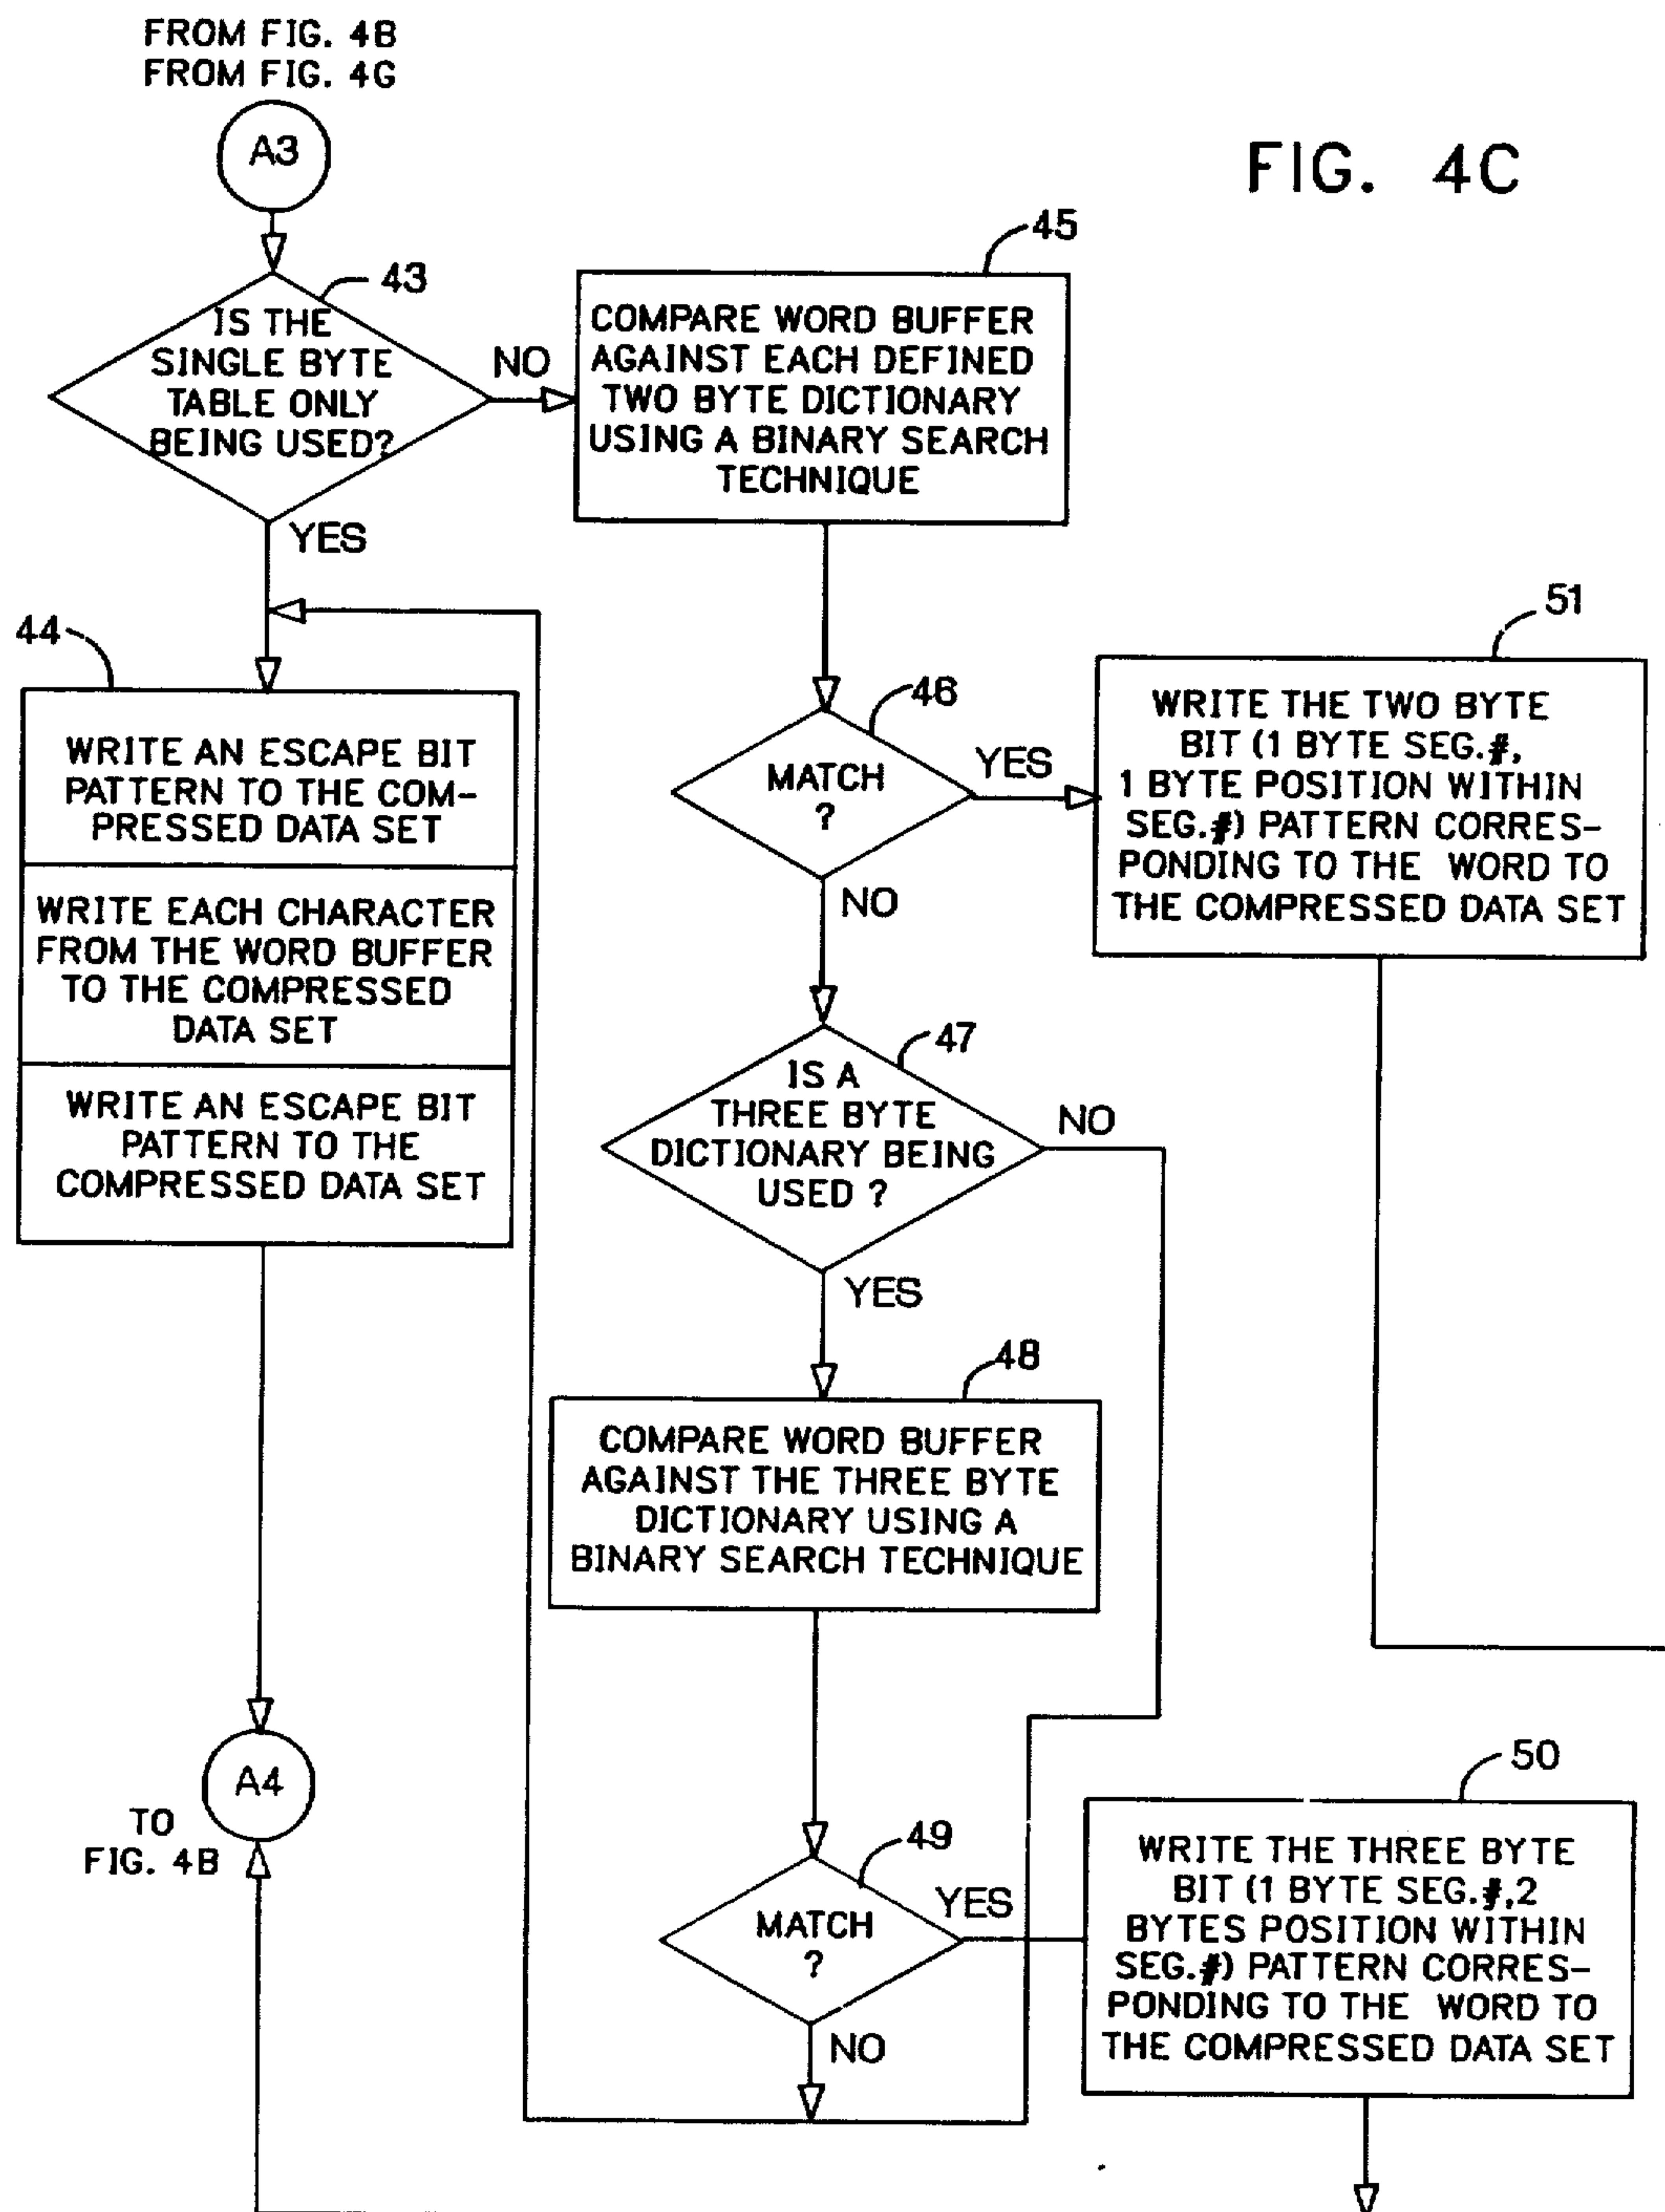 FROM FIG. 4B
FROM FIG. 4G
A3
FIG. 4C
43
IS THE
SINGLE BYTE
TABLE ONLY
BEING USED?
NO
YES
45
COMPARE WORD BUFFER
AGAINST EACH DEFINED
TWO BYTE DICTIONARY
USING A BINARY SEARCH
TECHNIQUE
44
WRITE AN ESCAPE BIT
PATTERN TO THE COM-
PRESSED DATA SET
WRITE EACH CHARACTER
FROM THE WORD BUFFER
TO THE COMPRESSED
DATA SET
WRITE AN ESCAPE BIT
PATTERN TO THE
COMPRESSED DATA SET
46
MATCH
?
YES
NO
51
WRITE THE TWO BYTE
BIT (1 BYTE SEG.#,
1 BYTE POSITION WITHIN
SEG.#) PATTERN CORRES-
PONDING TO THE WORD TO
THE COMPRESSED DATA SET
47
IS A
THREE BYTE
DICTIONARY BEING
USED ?
NO
YES
48
COMPARE WORD BUFFER
AGAINST THE THREE BYTE
DICTIONARY USING A
BINARY SEARCH TECHNIQUE
A4
TO
FIG. 4B
49
MATCH
?
YES
NO
50
WRITE THE THREE BYTE
BIT (1 BYTE SEG.#,2
BYTES POSITION WITHIN
SEG.#) PATTERN CORRES-
PONDING TO THE WORD TO
THE COMPRESSED DATA SET